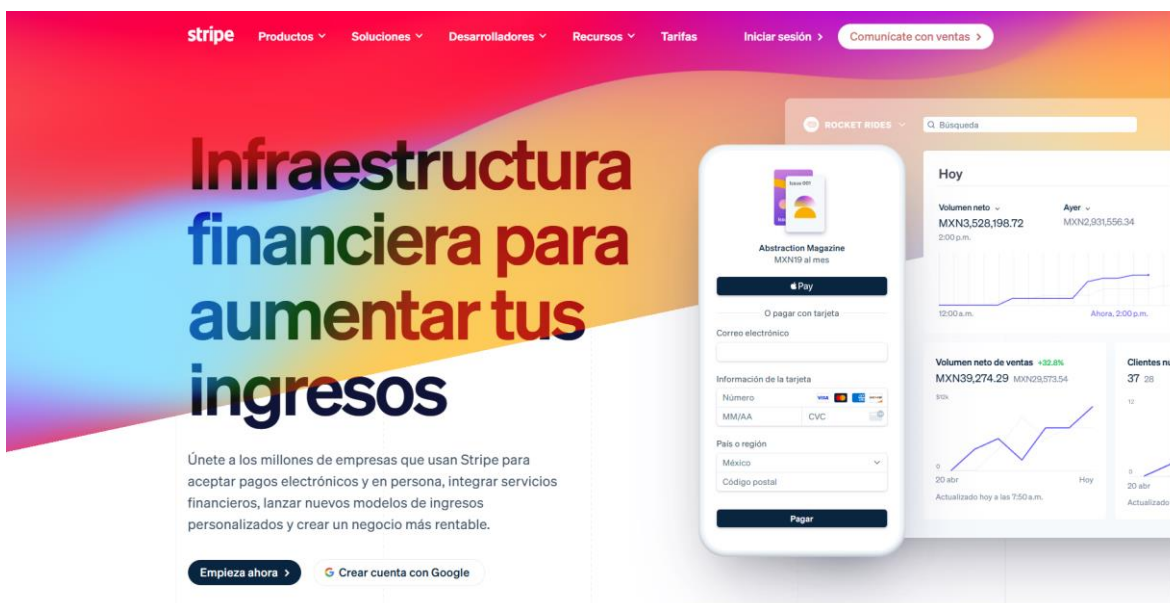 stripe Productos Soluciones Desarrolladores Recursos Tarifas Iniciar sesión Comunícate con ventas
Infraestructura
financiera para
aumentar tus
ingresos
Únete a los millones de empresas que usan Stripe para
aceptar pagos electrónicos y en persona, integrar servicios
financieros, lanzar nuevos modelos de ingresos
personalizados y crear un negocio más rentable.
Empieza ahora
G Crear cuenta con Google
Abstraction Magazine
MXN19 al mes
Pay
O pagar con tarjeta
Correo electrónico
Información de la tarjeta
Número VISA
MM/AA CVC
País o región
México
Código postal
Pagar
ROCKET RIDES Búsqueda
Hoy
Volumen neto Ayer
MXN3,528,198.72 MXN2,931,556.34
2:00 p.m.
12:00 a.m. Ahora, 2:00 p.m.
Volumen neto de ventas +32.8%
MXN39,274.29 MXN29,573.54
0
20 abr Hoy
Actualizado hoy a las 7:50 a.m.
Clientes nu
37 28
12
0
20 abr
Actualizado